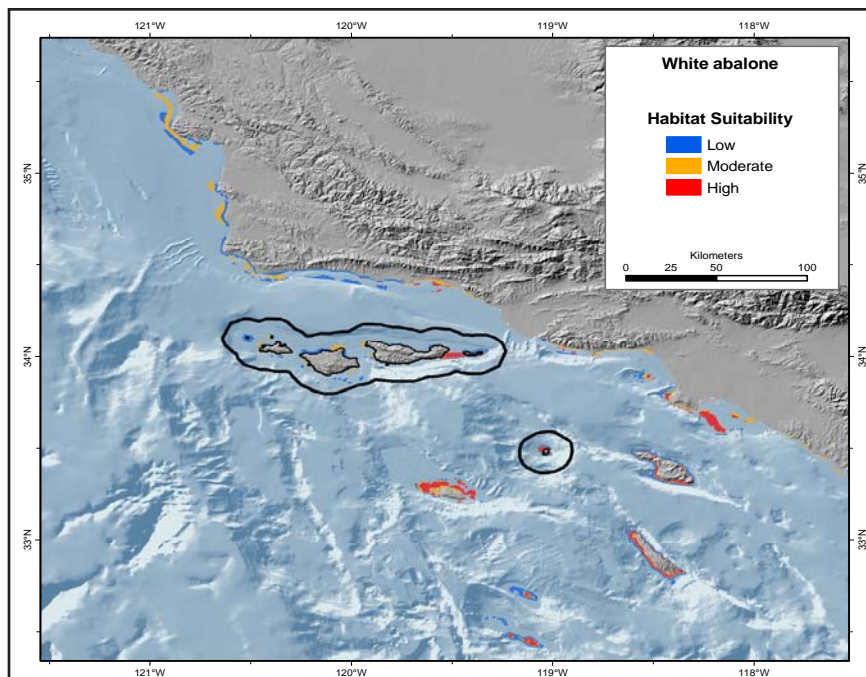 121°W 120°W 119°W 118°W
White abalone
Habitat Suitability
Low
Moderate
High
Kilometers
0 25 50 100
35°N 35°N
34°N 34°N
33°N 33°N
121°W 120°W 119°W 118°W